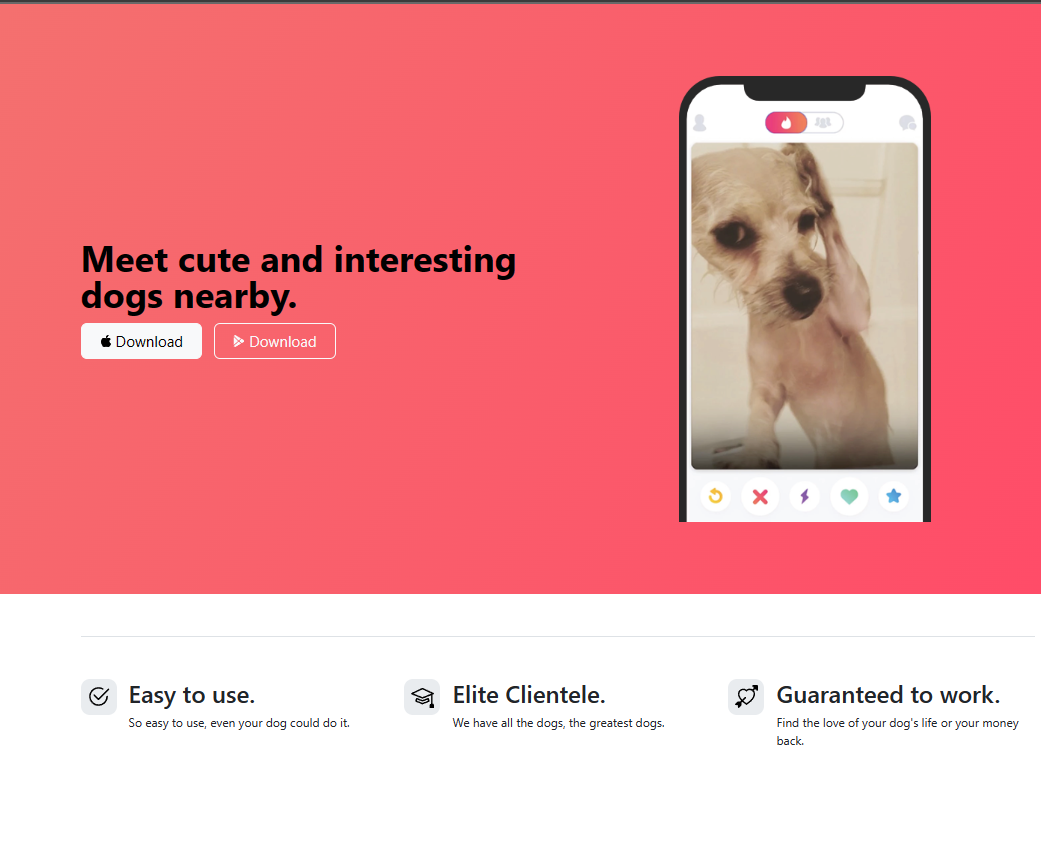 Meet cute and interesting
dogs nearby.
Download
Download
Easy to use.
So easy to use, even your dog could do it.
Elite Clientele.
We have all the dogs, the greatest dogs.
Guaranteed to work.
Find the love of your dog's life or your money
back.